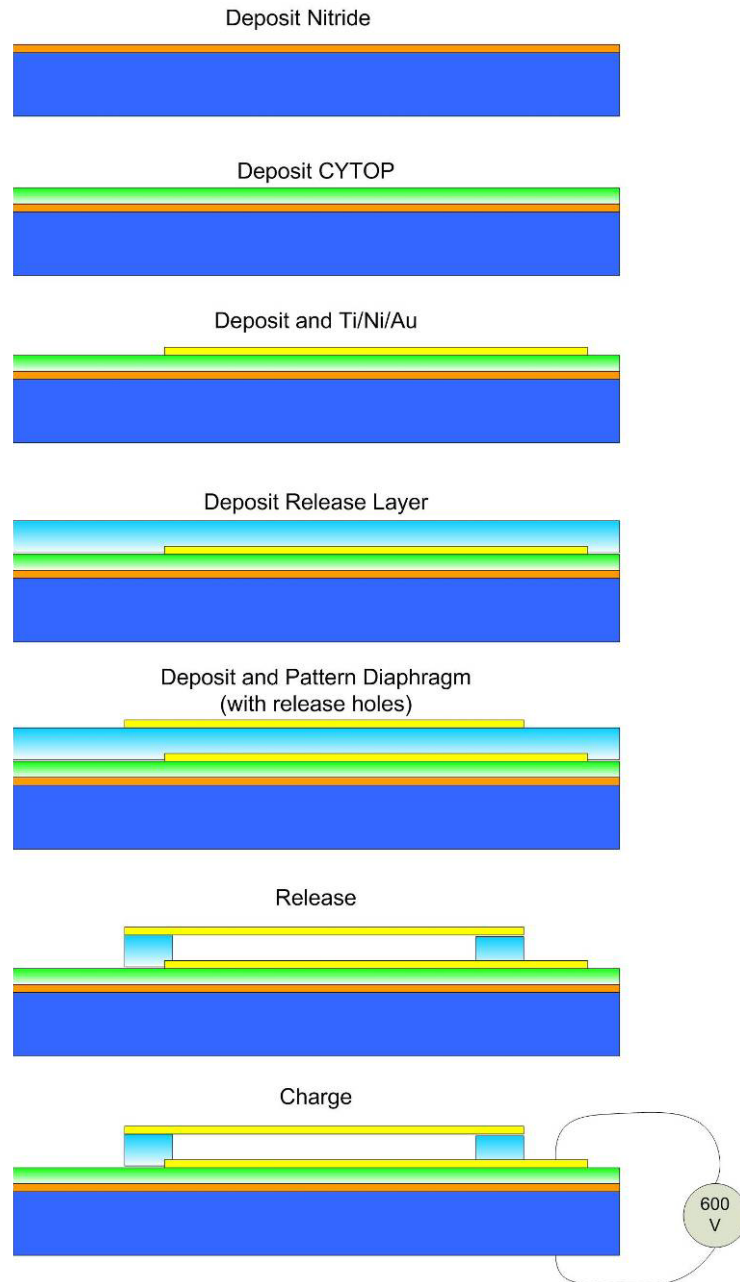 Deposit Nitride
Deposit CYTOP
Deposit and Ti/Ni/Au
Deposit Release Layer
Deposit and Pattern Diaphragm
(with release holes)
Release
Charge
600
V